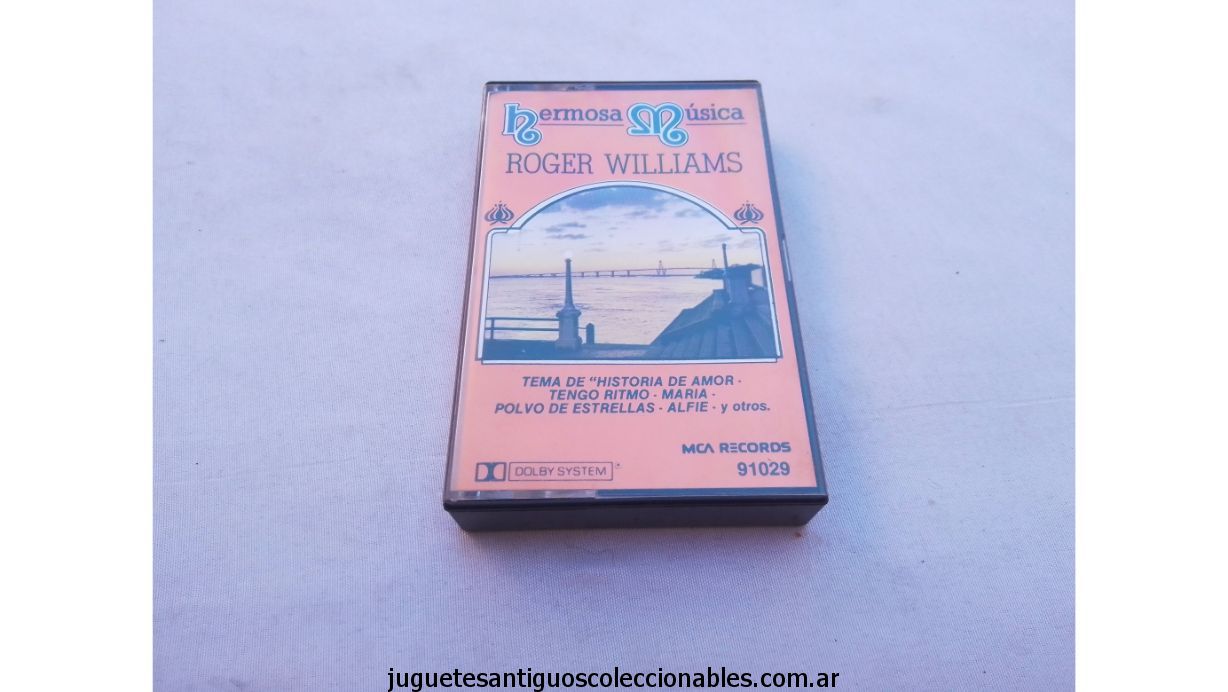 hermosa Música
ROGER WILLIAMS
TEMA DE "HISTORIA DE AMOR ·
TENGO RITMO · MARIA ·
POLVO DE ESTRELLAS · ALFIE · y otros.
MCA RECORDS
DOLBY SYSTEM
91029
juguetesantiguoscoleccionables.com.ar